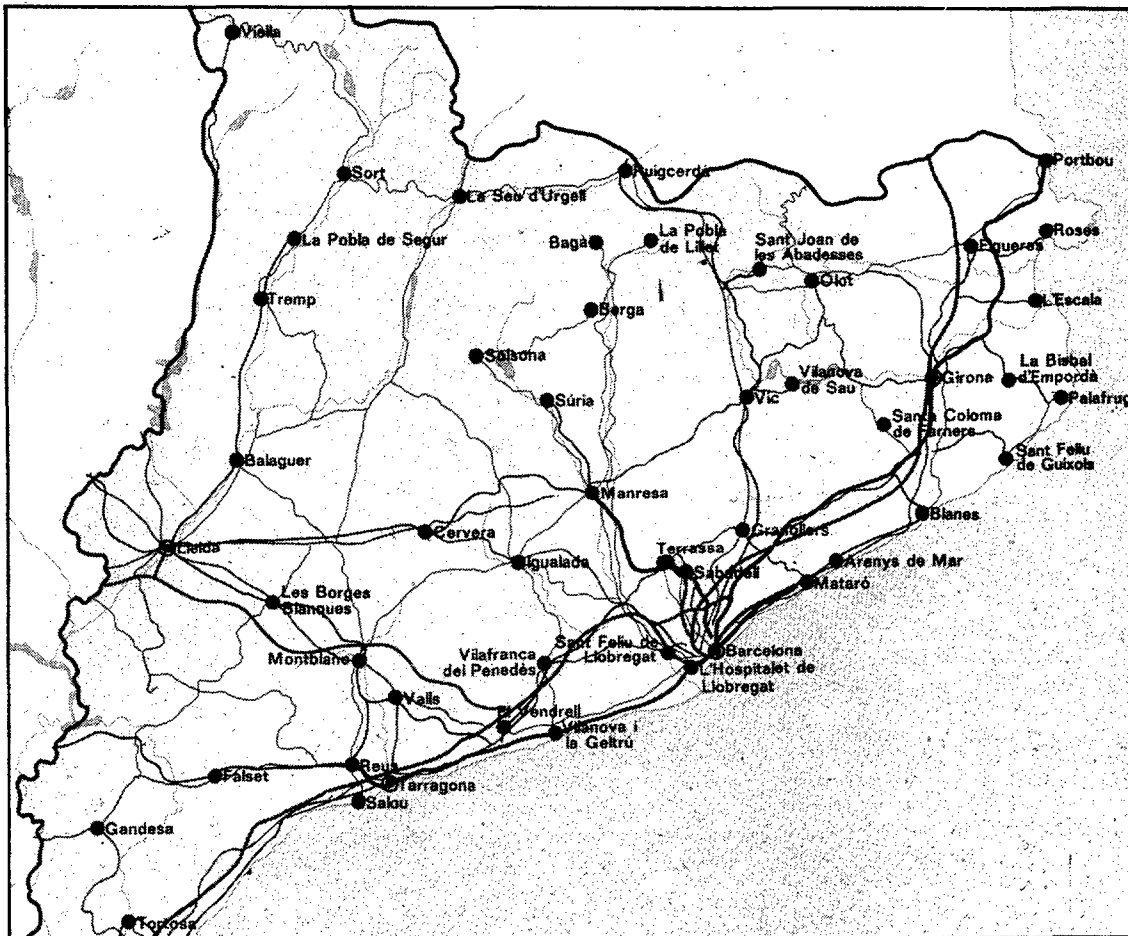 Viella
Portbou
Sort
Puigcerdà
La Seu d'Urgell
La Pobla de Segur
Bagà
La Pobla
de Lillet
Sant Joan de
les Abadesses
Roses
Figueres
Olot
Tremp
L'Escala
Berga
Solsona
Vilanova
de Sau
Girona
La Bisbal
d'Empordà
Súria
Vic
Palafrug
Santa Coloma
de Farners
Balaguer
Sant Feliu
de Guíxols
Manresa
Blanes
Cervera
Granollers
Lleida
Igualada
Terrassa
Sabadell
Arenys de Mar
Mataró
Les Borges
Blanques
Montblanc
Vilafranca
del Penedès
Sant Feliu de
Llobregat
Barcelona
L'Hospitalet de
Llobregat
Valls
El Vendrell
Vilanova i
la Geltrú
Reus
Falset
Tarragona
Salou
Gandesa
Tortosa